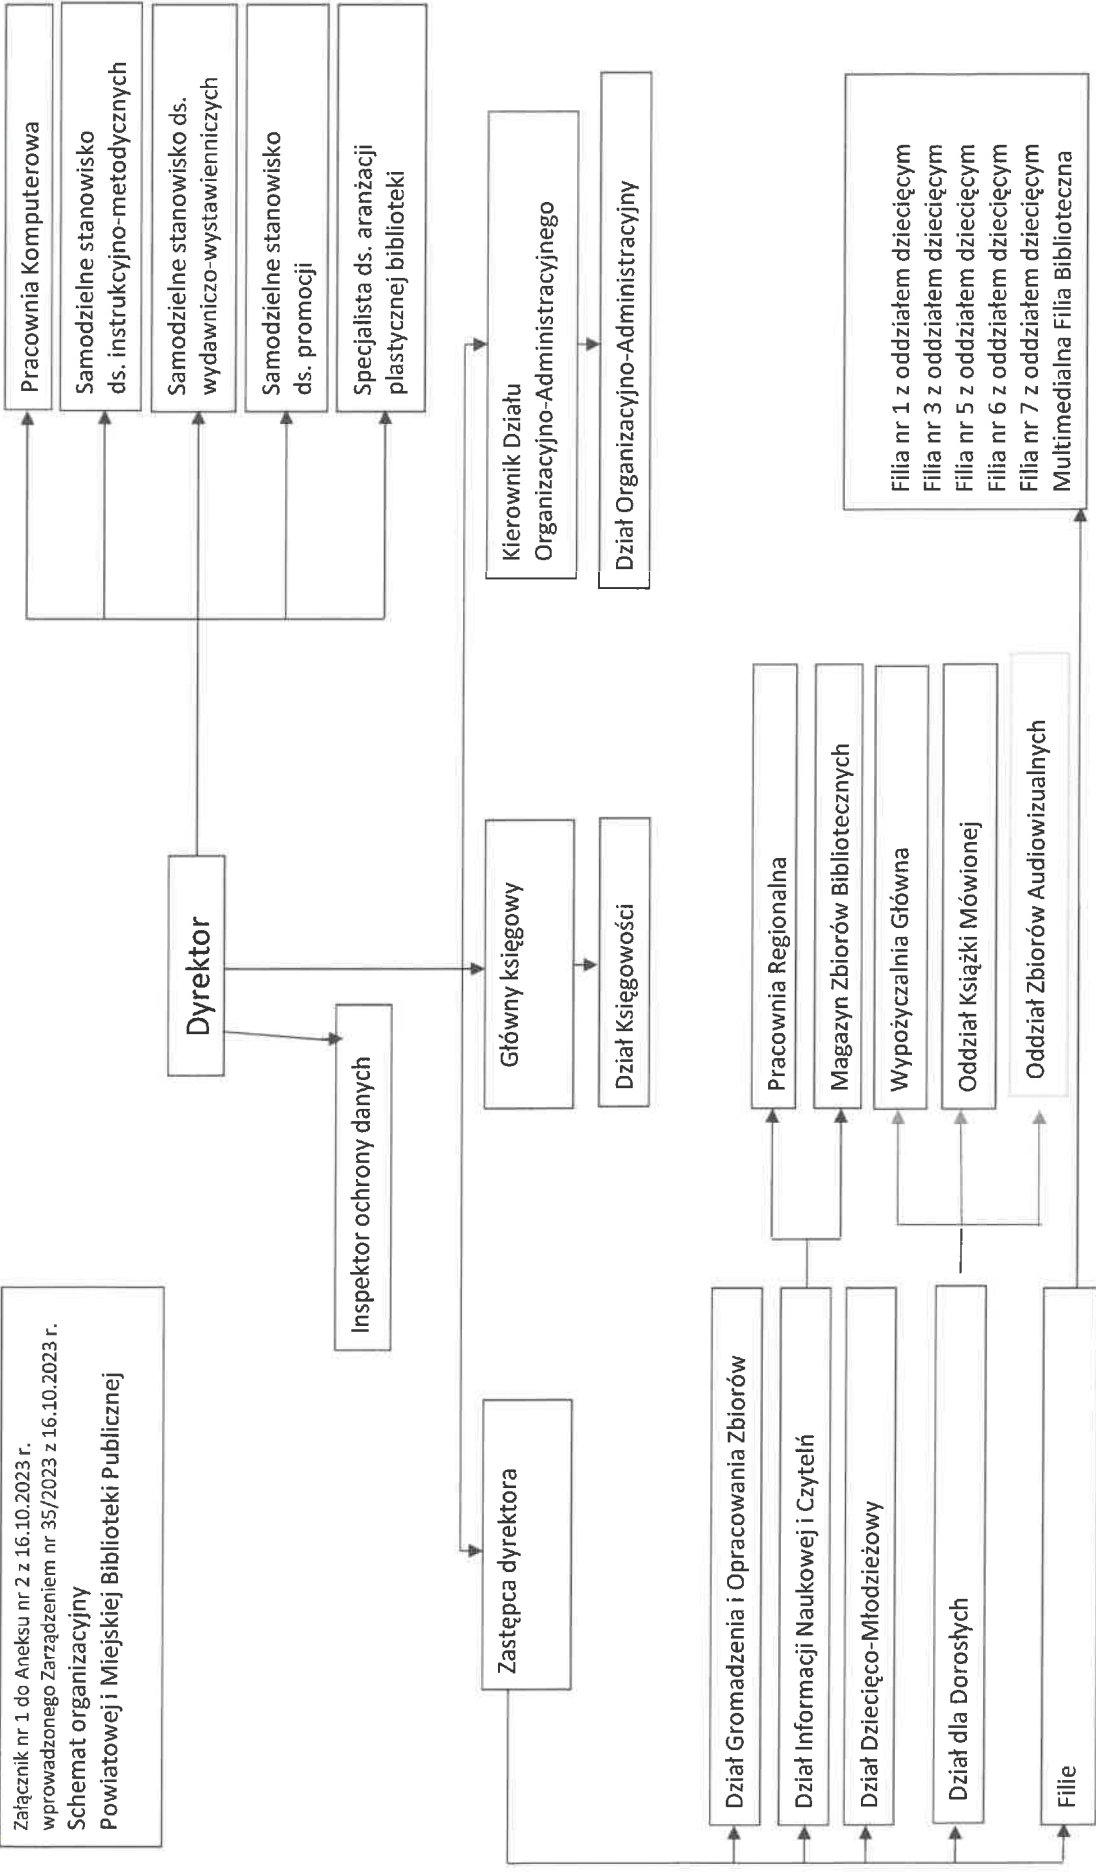 Załącznik nr 1 do Aneksu nr 2 z 16.10.2023 r.
wprowadzonego Zarządzeniem nr 35/2023 z 16.10.2023 r.
Schemat organizacyjny
Powiatowej i Miejskiej Biblioteki Publicznej
Dyrektor
Pracownia Komputerowa
Samodzielne stanowisko
ds. instrukcyjno-metodycznych
Samodzielne stanowisko ds.
wydawniczo-wystawienniczych
Samodzielne stanowisko
ds. promocji
Specjalista ds. aranżacji
plastycznej biblioteki
Inspektor ochrony danych
Zastępca dyrektora
Główny księgowy
Kierownik Działu
Organizacyjno-Administracyjnego
Dział Księgowości
Dział Organizacyjno-Administracyjny
Dział Gromadzenia i Opracowania Zbiorów
Dział Informacji Naukowej i Czytelń
Dział Dziecięco-Młodzieżowy
Dział dla Dorosłych
Filie
Pracownia Regionalna
Magazyn Zbiorów Bibliotecznych
Wypożyczalnia Główna
Oddział Książki Mówionej
Oddział Zbiorów Audiowizualnych
Filia nr 1 z oddziałem dziecięcym
Filia nr 3 z oddziałem dziecięcym
Filia nr 5 z oddziałem dziecięcym
Filia nr 6 z oddziałem dziecięcym
Filia nr 7 z oddziałem dziecięcym
Multimedialna Filia Biblioteczna